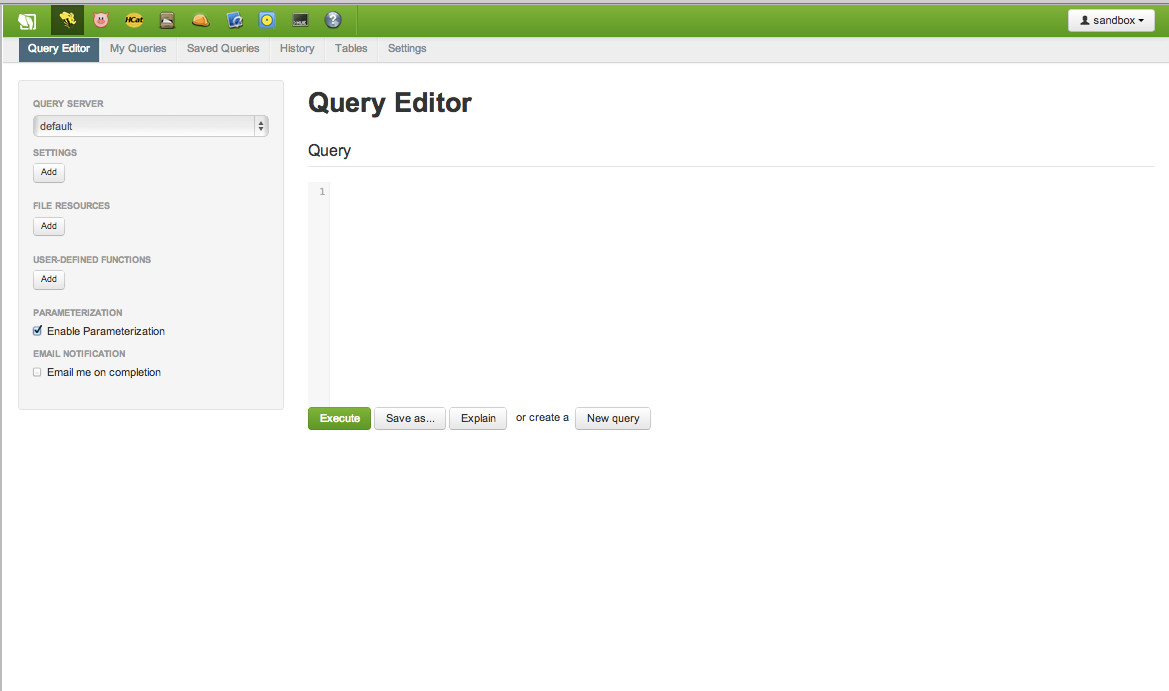 HCat
sandbox
Query Editor My Queries Saved Queries History Tables Settings
QUERY SERVER
default
SETTINGS
Add
FILE RESOURCES
Add
USER-DEFINED FUNCTIONS
Add
PARAMETERIZATION
Enable Parameterization
EMAIL NOTIFICATION
Email me on completion
Query Editor
Query
1
Execute Save as... Explain or create a New query